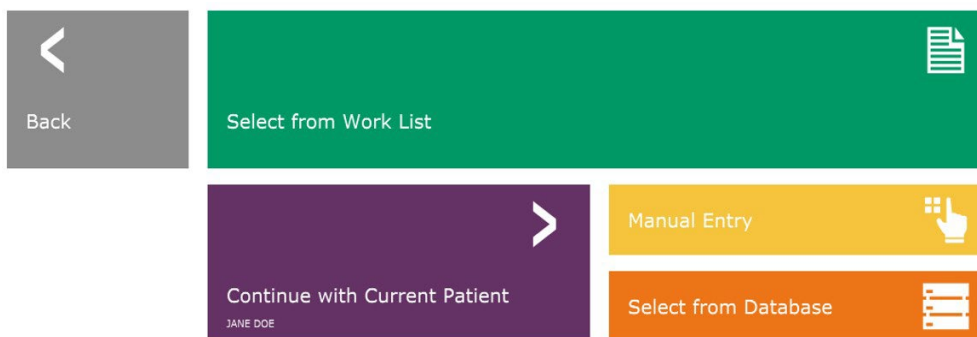 Back
Select from Work List
Continue with Current Patient
JANE DOE
Manual Entry
Select from Database